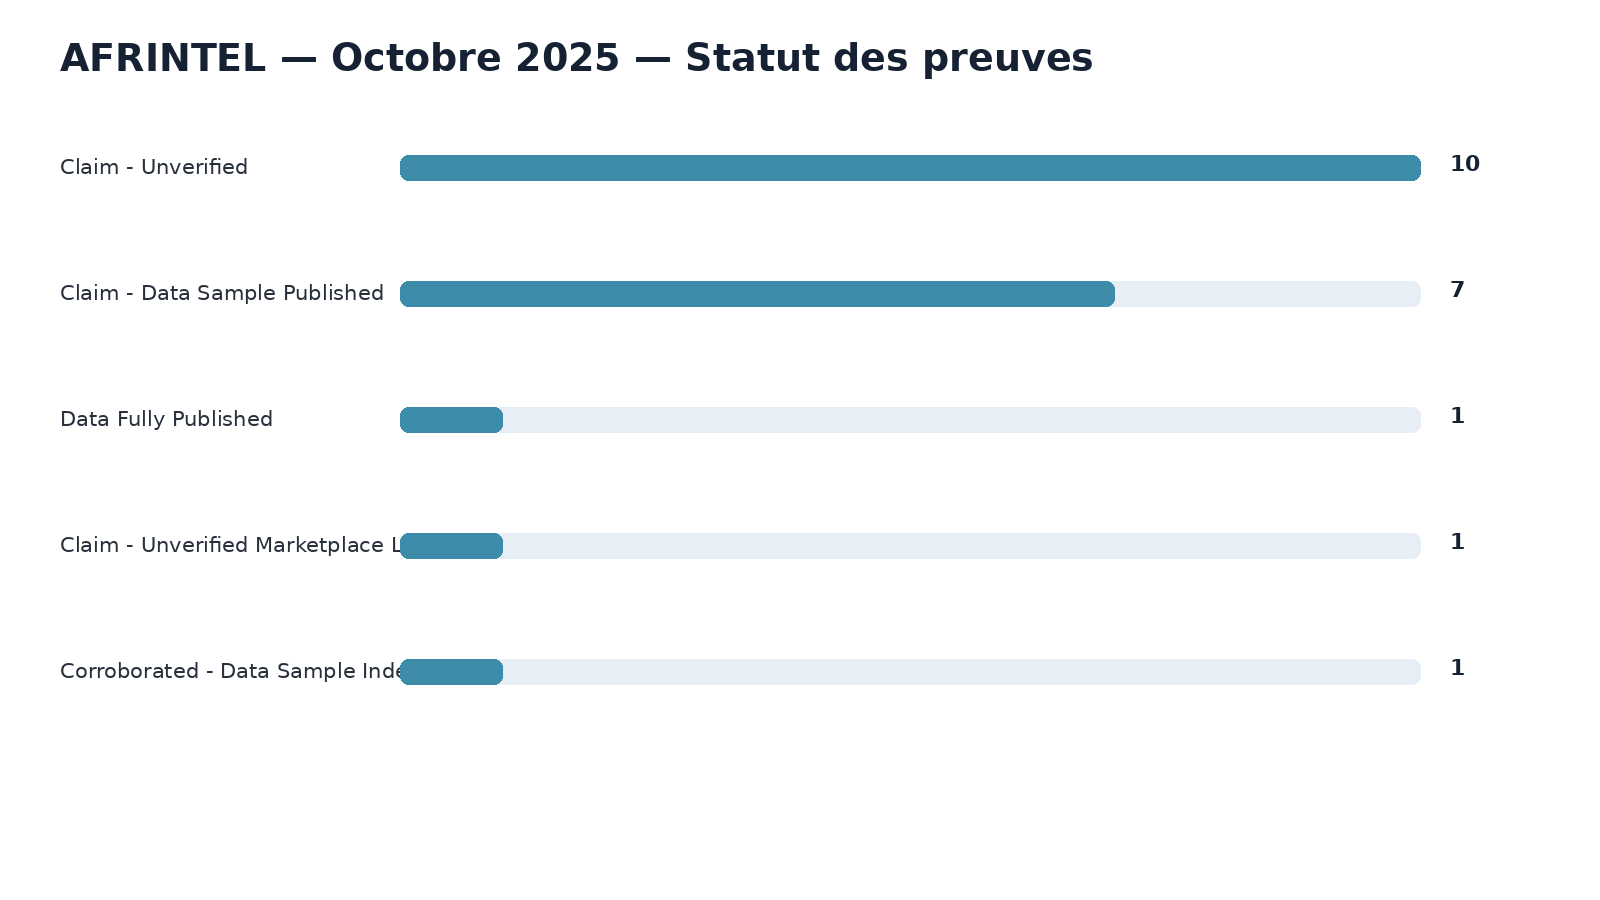 AFRINTEL — Octobre 2025 — Statut des preuves
Claim - Unverified 10
Claim - Data Sample Published 7
Data Fully Published 1
Claim - Unverified Marketplace 1
Corroborated - Data Sample 1